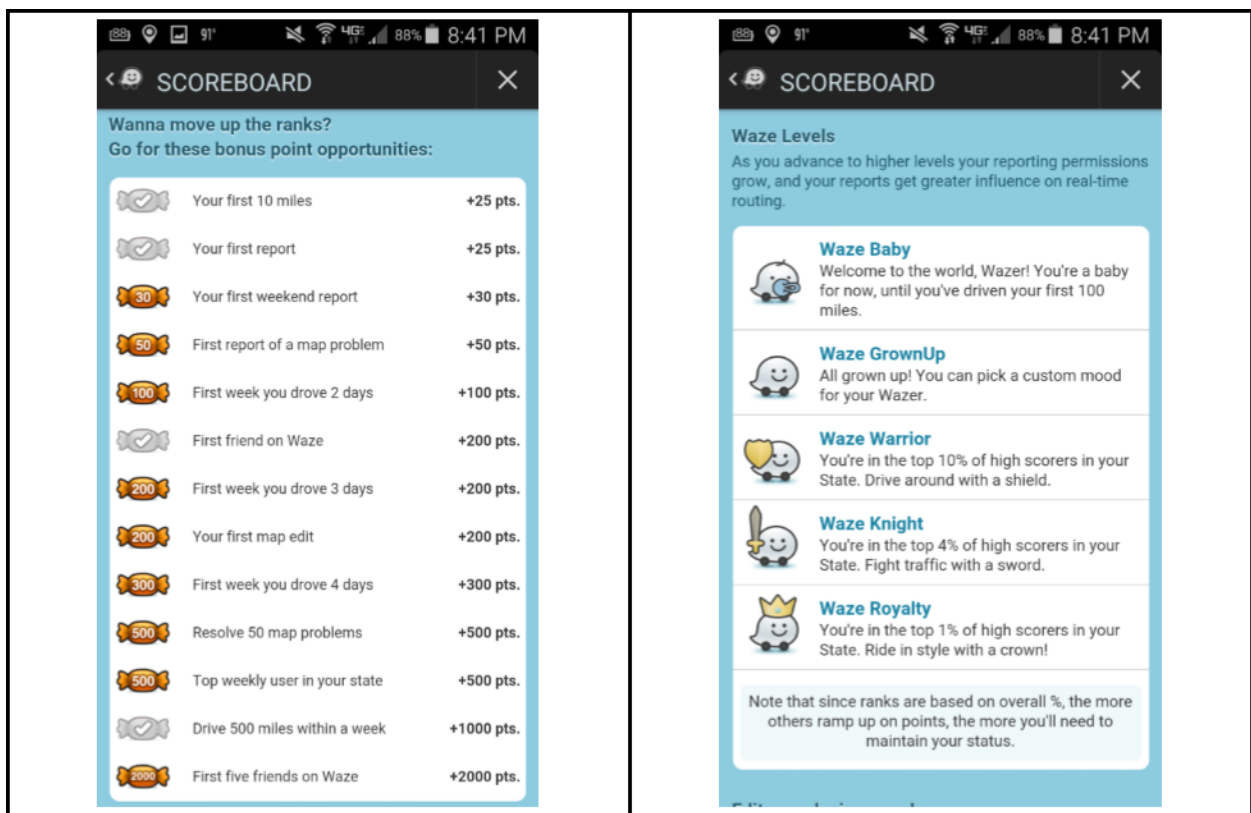 88 91° 4G 88% 8:41 PM
SCOREBOARD
Wanna move up the ranks?
Go for these bonus point opportunities:
Your first 10 miles +25 pts.
Your first report +25 pts.
30 Your first weekend report +30 pts.
50 First report of a map problem +50 pts.
100 First week you drove 2 days +100 pts.
First friend on Waze +200 pts.
200 First week you drove 3 days +200 pts.
200 Your first map edit +200 pts.
300 First week you drove 4 days +300 pts.
500 Resolve 50 map problems +500 pts.
500 Top weekly user in your state +500 pts.
Drive 500 miles within a week +1000 pts.
2000 First five friends on Waze +2000 pts.
88 91° 4G 88% 8:41 PM
SCOREBOARD
Waze Levels
As you advance to higher levels your reporting permissions
grow, and your reports get greater influence on real-time
routing.
Waze Baby
Welcome to the world, Wazer! You're a baby
for now, until you've driven your first 100
miles.
Waze GrownUp
All grown up! You can pick a custom mood
for your Wazer.
Waze Warrior
You're in the top 10% of high scorers in your
State. Drive around with a shield.
Waze Knight
You're in the top 4% of high scorers in your
State. Fight traffic with a sword.
Waze Royalty
You're in the top 1% of high scorers in your
State. Ride in style with a crown!
Note that since ranks are based on overall %, the more
others ramp up on points, the more you'll need to
maintain your status.